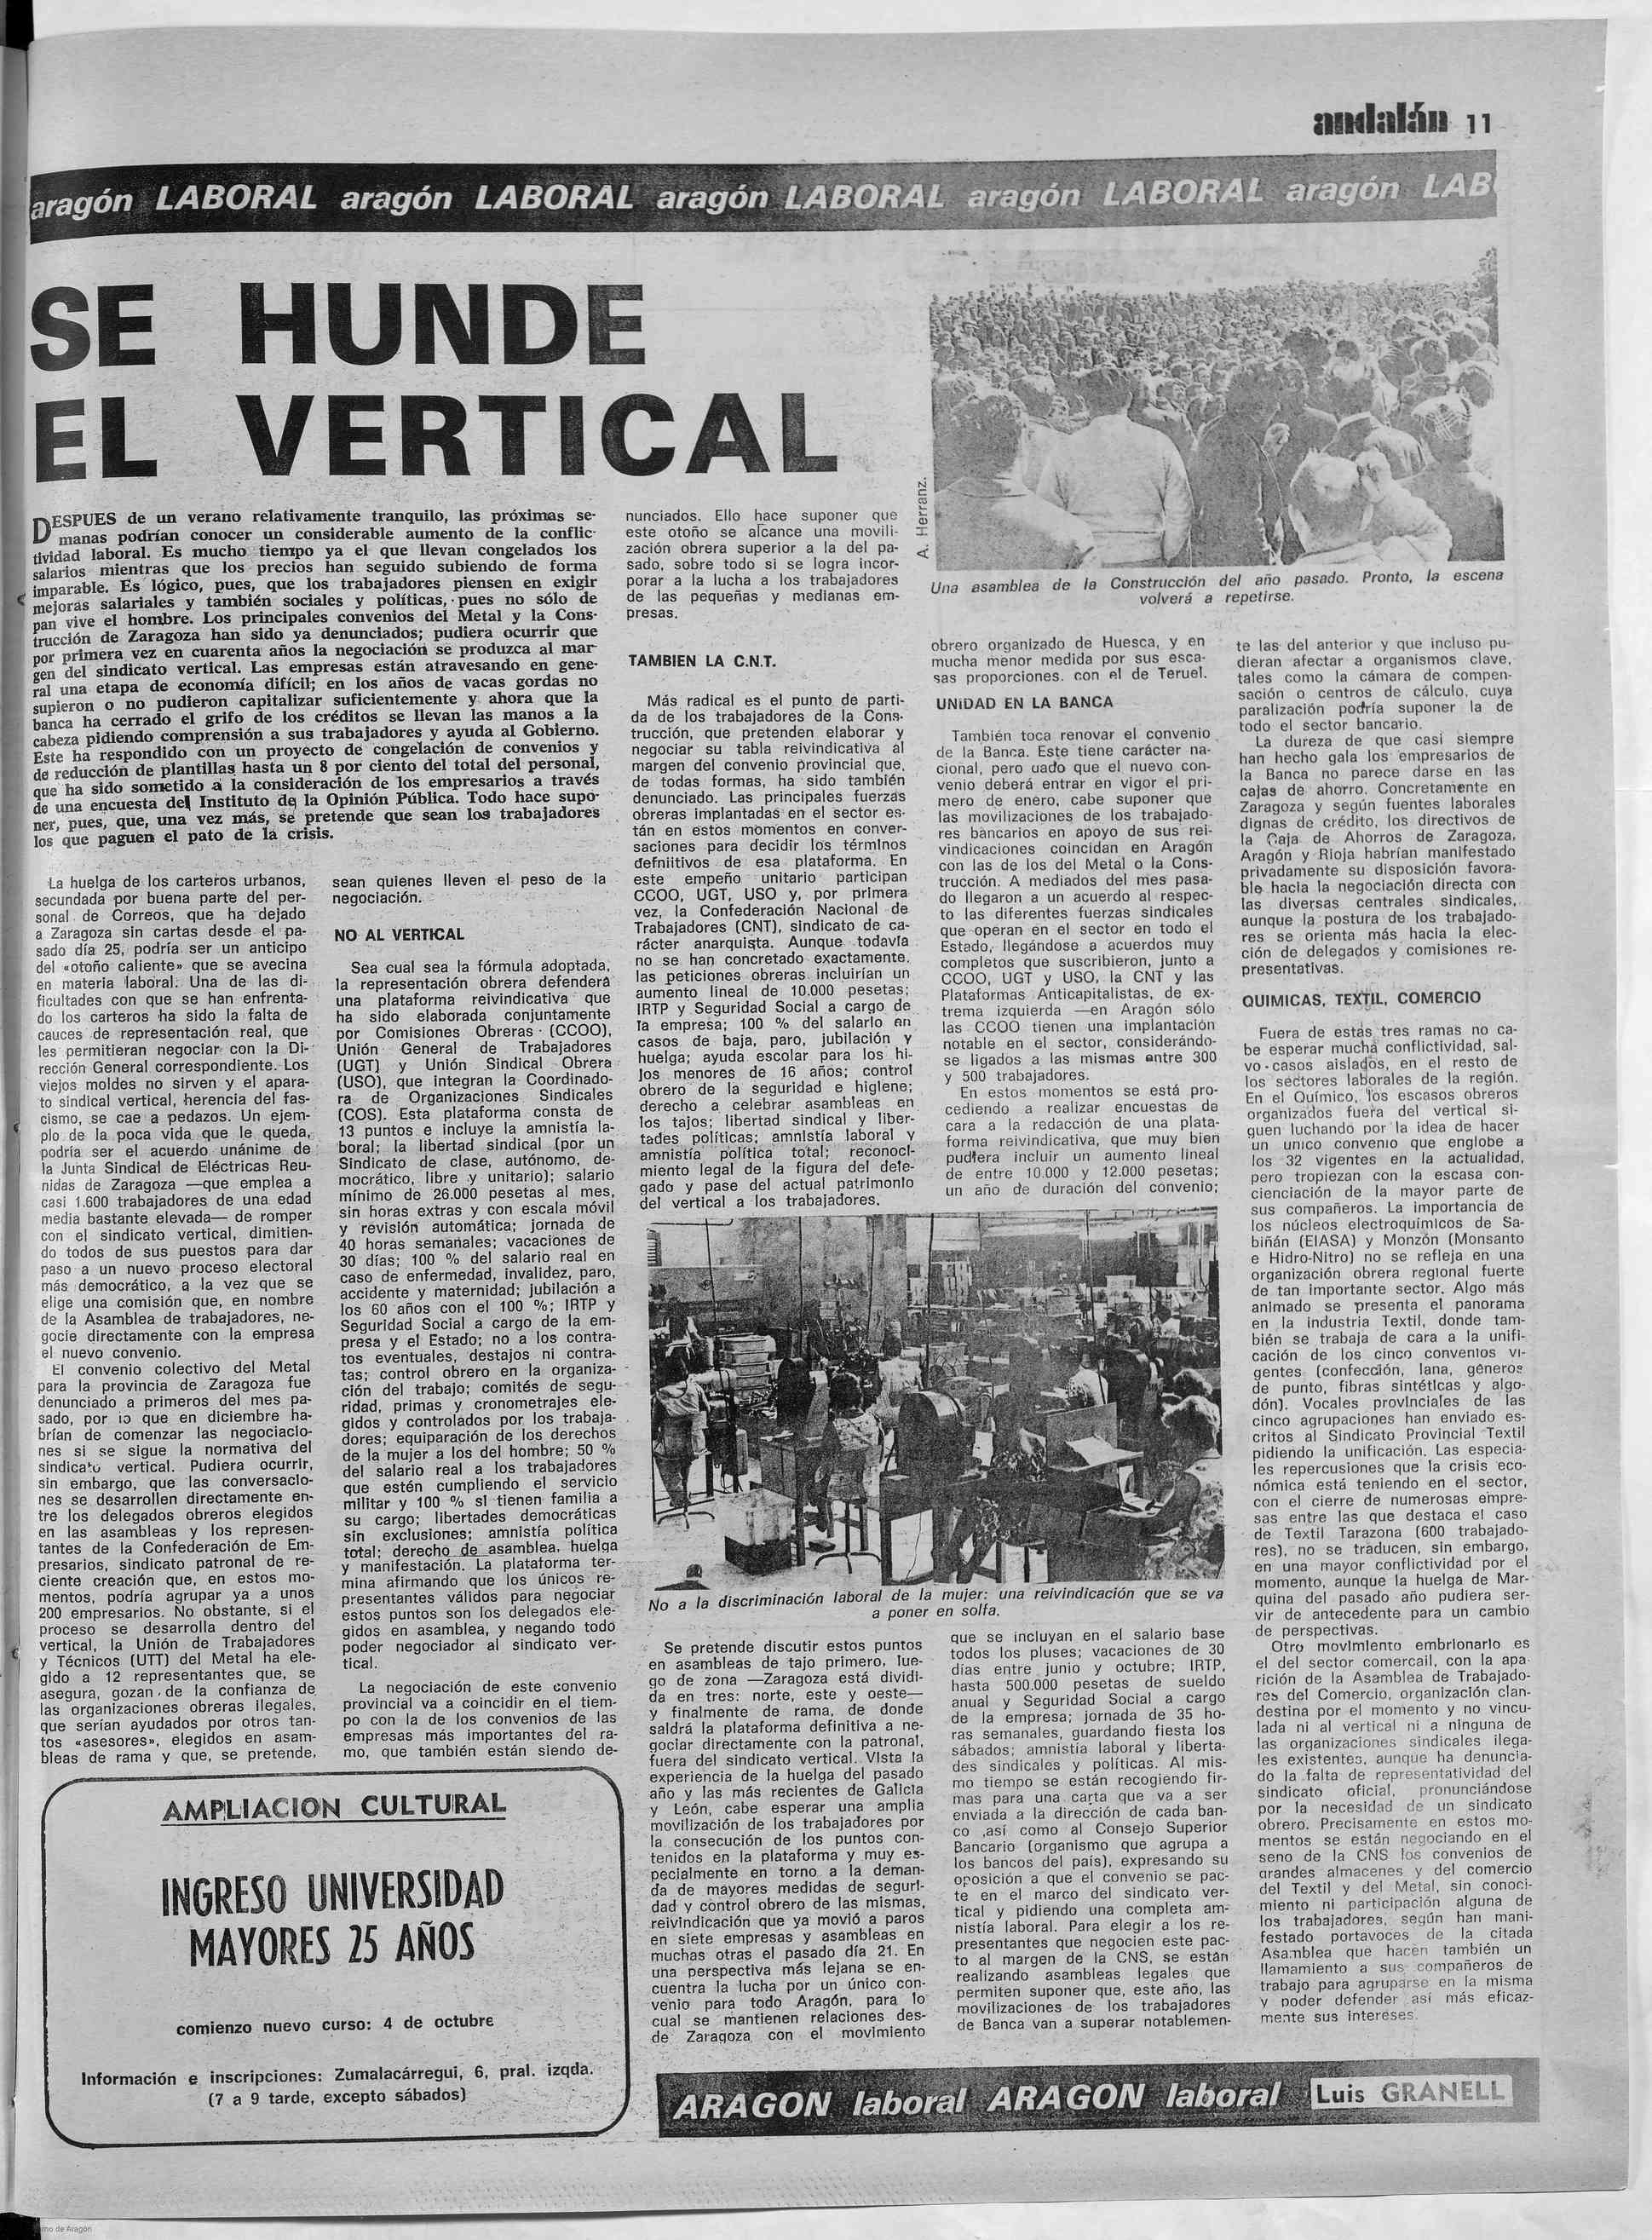 andalán 11
aragón LABORAL aragón LABORAL aragón LABORAL aragón LABORAL aragón LAB
SE HUNDE
EL VERTICAL
DESPUES de un verano relativamente tranquilo, las próximas se-
manas podrían conocer un considerable aumento de la conflic-
tividad laboral. Es mucho tiempo ya el que llevan congelados los
salarios mientras que los precios han seguido subiendo de forma
imparable. Es lógico, pues, que los trabajadores piensen en exigir
mejoras salariales y también sociales y políticas, pues no sólo de
pan vive el hombre. Los principales convenios del Metal y la Cons-
trucción de Zaragoza han sido ya denunciados; pudiera ocurrir que
por primera vez en cuarenta años la negociación se produzca al mar-
gen del sindicato vertical. Las empresas están atravesando en gene-
ral una etapa de economía difícil; en los años de vacas gordas no
supieron o no pudieron capitalizar suficientemente y ahora que la
banca ha cerrado el grifo de los créditos se llevan las manos a la
cabeza pidiendo comprensión a sus trabajadores y ayuda al Gobierno.
Este ha respondido con un proyecto de congelación de convenios y
de reducción de plantillas hasta un 8 por ciento del total del personal,
que ha sido sometido a la consideración de los empresarios a través
de una encuesta del Instituto de la Opinión Pública. Todo hace supo-
ner, pues, que, una vez más, se pretende que sean los trabajadores
los que paguen el pato de la crisis.
La huelga de los carteros urbanos,
secundada por buena parte del per-
sonal de Correos, que ha dejado
a Zaragoza sin cartas desde el pa-
sado día 25, podría ser un anticipo
del «otoño caliente» que se avecina
en materia laboral. Una de las di-
ficultades con que se han enfrenta-
do los carteros ha sido la falta de
cauces de representación real, que
les permitieran negociar con la Di-
rección General correspondiente. Los
viejos moldes no sirven y el apara-
to sindical vertical, herencia del fas-
cismo, se cae a pedazos. Un ejem-
plo de la poca vida que le queda,
podría ser el acuerdo unánime de
la Junta Sindical de Eléctricas Reu-
nidas de Zaragoza —que emplea a
casi 1.600 trabajadores de una edad
media bastante elevada— de romper
con el sindicato vertical, dimitien-
do todos de sus puestos para dar
paso a un nuevo proceso electoral
más democrático, a la vez que se
elige una comisión que, en nombre
de la Asamblea de trabajadores, ne-
gocie directamente con la empresa
el nuevo convenio.
El convenio colectivo del Metal
para la provincia de Zaragoza fue
denunciado a primeros del mes pa-
sado, por lo que en diciembre ha-
brían de comenzar las negociacio-
nes si se sigue la normativa del
sindicato vertical. Pudiera ocurrir,
sin embargo, que las conversacio-
nes se desarrollen directamente en-
tre los delegados obreros elegidos
en las asambleas y los represen-
tantes de la Confederación de Em-
presarios, sindicato patronal de re-
ciente creación que, en estos mo-
mentos, podría agrupar ya a unos
200 empresarios. No obstante, si el
proceso se desarrolla dentro del
vertical, la Unión de Trabajadores
y Técnicos (UTT) del Metal ha ele-
gido a 12 representantes que, se
asegura, gozan de la confianza de
las organizaciones obreras ilegales,
que serían ayudados por otros tan-
tos «asesores», elegidos en asam-
bleas de rama y que, se pretende,
sean quienes lleven el peso de la
negociación.
NO AL VERTICAL
Sea cual sea la fórmula adoptada,
la representación obrera defenderá
una plataforma reivindicativa que
ha sido elaborada conjuntamente
por Comisiones Obreras (CCOO),
Unión General de Trabajadores
(UGT) y Unión Sindical Obrera
(USO), que integran la Coordinado-
ra de Organizaciones Sindicales
(COS). Esta plataforma consta de
13 puntos e incluye la amnistía la-
boral; la libertad sindical (por un
Sindicato de clase, autónomo, de-
mocrático, libre y unitario); salario
mínimo de 26.000 pesetas al mes,
sin horas extras y con escala móvil
y revisión automática; jornada de
40 horas semanales; vacaciones de
30 días; 100 % del salario real en
caso de enfermedad, invalidez, paro,
accidente y maternidad; jubilación a
los 60 años con el 100 %; IRTP y
Seguridad Social a cargo de la em-
presa y el Estado; no a los contra-
tos eventuales, destajos ni contra-
tas; control obrero en la organiza-
ción del trabajo; comités de segu-
ridad, primas y cronometrajes ele-
gidos y controlados por los trabaja-
dores; equiparación de los derechos
de la mujer a los del hombre; 50 %
del salario real a los trabajadores
que estén cumpliendo el servicio
militar y 100 % si tienen familia a
su cargo; libertades democráticas
sin exclusiones; amnistía política
total; derecho de asamblea, huelga
y manifestación. La plataforma ter-
mina afirmando que los únicos re-
presentantes válidos para negociar
estos puntos son los delegados ele-
gidos en asamblea, y negando todo
poder negociador al sindicato ver-
tical.
La negociación de este convenio
provincial va a coincidir en el tiem-
po con la de los convenios de las
empresas más importantes del ra-
mo, que también están siendo de-
nunciados. Ello hace suponer que
este otoño se alcance una movili-
zación obrera superior a la del pa-
sado, sobre todo si se logra incor-
porar a la lucha a los trabajadores
de las pequeñas y medianas em-
presas.
TAMBIEN LA C.N.T.
Más radical es el punto de parti-
da de los trabajadores de la Cons-
trucción, que pretenden elaborar y
negociar su tabla reivindicativa al
margen del convenio provincial que,
de todas formas, ha sido también
denunciado. Las principales fuerzas
obreras implantadas en el sector es-
tán en estos momentos en conver-
saciones para decidir los términos
defniitivos de esa plataforma. En
este empeño unitario participan
CCOO, UGT, USO y, por primera
vez, la Confederación Nacional de
Trabajadores (CNT), sindicato de ca-
rácter anarquista. Aunque todavía
no se han concretado exactamente,
las peticiones obreras incluirían un
aumento lineal de 10.000 pesetas;
IRTP y Seguridad Social a cargo de
la empresa; 100 % del salario en
casos de baja, paro, jubilación y
huelga; ayuda escolar para los hi-
jos menores de 16 años; control
obrero de la seguridad e higiene;
derecho a celebrar asambleas en
los tajos; libertad sindical y liber-
tades políticas; amnistía laboral y
amnistía política total; reconoci-
miento legal de la figura del dele-
gado y pase del actual patrimonio
del vertical a los trabajadores.
A. Herranz.
Una asamblea de la Construcción del año pasado. Pronto, la escena
volverá a repetirse.
No a la discriminación laboral de la mujer: una reivindicación que se va
a poner en solfa.
Se pretende discutir estos puntos
en asambleas de tajo primero, lue-
go de zona —Zaragoza está dividi-
da en tres: norte, este y oeste—
y finalmente de rama, de donde
saldrá la plataforma definitiva a ne-
gociar directamente con la patronal,
fuera del sindicato vertical. Vista la
experiencia de la huelga del pasado
año y las más recientes de Galicia
y León, cabe esperar una amplia
movilización de los trabajadores por
la consecución de los puntos con-
tenidos en la plataforma y muy es-
pecialmente en torno a la deman-
da de mayores medidas de seguri-
dad y control obrero de las mismas,
reivindicación que ya movió a paros
en siete empresas y asambleas en
muchas otras el pasado día 21. En
una perspectiva más lejana se en-
cuentra la lucha por un único con-
venio para todo Aragón, para lo
cual se mantienen relaciones des-
de Zaragoza con el movimiento
obrero organizado de Huesca, y en
mucha menor medida por sus esca-
sas proporciones. con el de Teruel.
UNIDAD EN LA BANCA
También toca renovar el convenio
de la Banca. Este tiene carácter na-
cional, pero uado que el nuevo con-
venio deberá entrar en vigor el pri-
mero de enero, cabe suponer que
las movilizaciones de los trabajado-
res bancarios en apoyo de sus rei-
vindicaciones coincidan en Aragón
con las de los del Metal o la Cons-
trucción. A mediados del mes pasa-
do llegaron a un acuerdo al respec-
to las diferentes fuerzas sindicales
que operan en el sector en todo el
Estado, llegándose a acuerdos muy
completos que suscribieron, junto a
CCOO, UGT y USO, la CNT y las
Plataformas Anticapitalistas, de ex-
trema izquierda —en Aragón sólo
las CCOO tienen una implantación
notable en el sector, considerándo-
se ligados a las mismas entre 300
y 500 trabajadores.
En estos momentos se está pro-
cediendo a realizar encuestas de
cara a la redacción de una plata-
forma reivindicativa, que muy bien
pudiera incluir un aumento lineal
de entre 10.000 y 12.000 pesetas;
un año de duración del convenio;
que se incluyan en el salario base
todos los pluses; vacaciones de 30
días entre junio y octubre; IRTP,
hasta 500.000 pesetas de sueldo
anual y Seguridad Social a cargo
de la empresa; jornada de 35 ho-
ras semanales, guardando fiesta los
sábados; amnistía laboral y liberta-
des sindicales y políticas. Al mis-
mo tiempo se están recogiendo fir-
mas para una carta que va a ser
enviada a la dirección de cada ban-
co ,así como al Consejo Superior
Bancario (organismo que agrupa a
los bancos del país), expresando su
oposición a que el convenio se pac-
te en el marco del sindicato ver-
tical y pidiendo una completa am-
nistía laboral. Para elegir a los re-
presentantes que negocien este pac-
to al margen de la CNS, se están
realizando asambleas legales que
permiten suponer que, este año, las
movilizaciones de los trabajadores
de Banca van a superar notablemen-
te las del anterior y que incluso pu-
dieran afectar a organismos clave,
tales como la cámara de compen-
sación o centros de cálculo, cuya
paralización podría suponer la de
todo el sector bancario.
La dureza de que casi siempre
han hecho gala los empresarios de
la Banca no parece darse en las
cajas de ahorro. Concretamente en
Zaragoza y según fuentes laborales
dignas de crédito, los directivos de
la Caja de Ahorros de Zaragoza,
Aragón y Rioja habrían manifestado
privadamente su disposición favora-
ble hacia la negociación directa con
las diversas centrales sindicales,
aunque la postura de los trabajado-
res se orienta más hacia la elec-
ción de delegados y comisiones re-
presentativas.
QUIMICAS, TEXTIL, COMERCIO
Fuera de estas tres ramas no ca-
be esperar mucha conflictividad, sal-
vo casos aislados, en el resto de
los sectores laborales de la región.
En el Químico, los escasos obreros
organizados fuera del vertical si-
guen luchando por la idea de hacer
un único convenio que englobe a
los 32 vigentes en la actualidad,
pero tropiezan con la escasa con-
cienciación de la mayor parte de
sus compañeros. La importancia de
los núcleos electroquímicos de Sa-
biñán (EIASA) y Monzón (Monsanto
e Hidro-Nitro) no se refleja en una
organización obrera regional fuerte
de tan importante sector. Algo más
animado se presenta el panorama
en la industria Textil, donde tam-
bién se trabaja de cara a la unifi-
cación de los cinco conventos vi-
gentes (confección, lana, géneros
de punto, fibras sintéticas y algo-
dón). Vocales provinciales de las
cinco agrupaciones han enviado es-
critos al Sindicato Provincial Textil
pidiendo la unificación. Las especia-
les repercusiones que la crisis eco-
nómica está teniendo en el sector,
con el cierre de numerosas empre-
sas entre las que destaca el caso
de Textil Tarazona (600 trabajado-
res), no se traducen, sin embargo,
en una mayor conflictividad por el
momento, aunque la huelga de Mar-
quina del pasado año pudiera ser-
vir de antecedente para un cambio
de perspectivas.
Otro movimiento embrionario es
el del sector comercail, con la apa-
rición de la Asamblea de Trabajado-
res del Comercio, organización clan-
destina por el momento y no vincu-
lada ni al vertical ni a ninguna de
las organizaciones sindicales ilega-
les existentes, aunque ha denuncia-
do la falta de representatividad del
sindicato oficial, pronunciándose
por la necesidad de un sindicato
obrero. Precisamente en estos mo-
mentos se están negociando en el
seno de la CNS los convenios de
grandes almacenes y del comercio
del Textil y del Metal, sin conoci-
miento ni participación alguna de
los trabajadores, según han mani-
festado portavoces de la citada
Asamblea que hacen también un
llamamiento a sus compañeros de
trabajo para agruparse en la misma
y poder defender así más eficaz-
mente sus intereses.
AMPLIACION CULTURAL
INGRESO UNIVERSIDAD
MAYORES 25 AÑOS
comienzo nuevo curso: 4 de octubre
Información e inscripciones: Zumalacárregui, 6, pral. izqda.
(7 a 9 tarde, excepto sábados)
ARAGON laboral ARAGON laboral Luis GRANELL
de Aragón